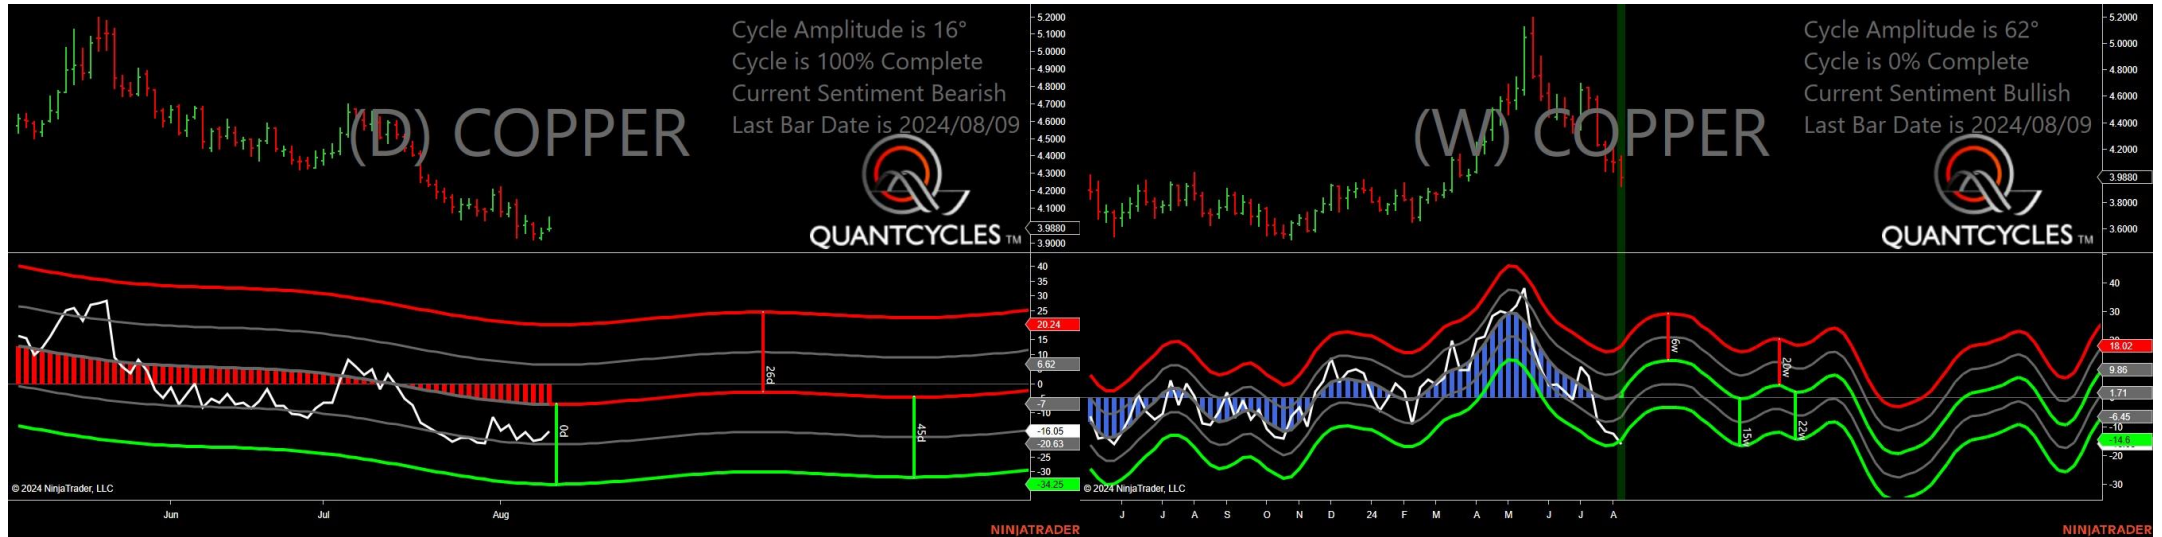 Cycle Amplitude is 16°
Cycle is 100% Complete
Current Sentiment Bearish
Last Bar Date is 2024/08/09
(D) COPPER
QUANTCYCLES TM
5.2000
5.1000
5.0000
4.9000
4.8000
4.7000
4.6000
4.5000
4.4000
4.3000
4.2000
4.1000
3.9880
3.9000
40
35
30
25
20.24
15
10
6.62
0
-7
-10
-16.05
-20.63
-25
-30
-34.25
0d
26d
45d
© 2024 NinjaTrader, LLC
Jun Jul Aug
NINJATRADER
Cycle Amplitude is 62°
Cycle is 0% Complete
Current Sentiment Bullish
Last Bar Date is 2024/08/09
(W) COPPER
QUANTCYCLES TM
5.2000
5.0000
4.8000
4.6000
4.4000
4.2000
3.9880
3.8000
3.6000
40
30
18.02
9.86
1.71
-6.45
-10
-14.6
-20
-30
6w
20w
15w
22w
© 2024 NinjaTrader, LLC
J J A S O N D 24 F M A M J J A
NINJATRADER